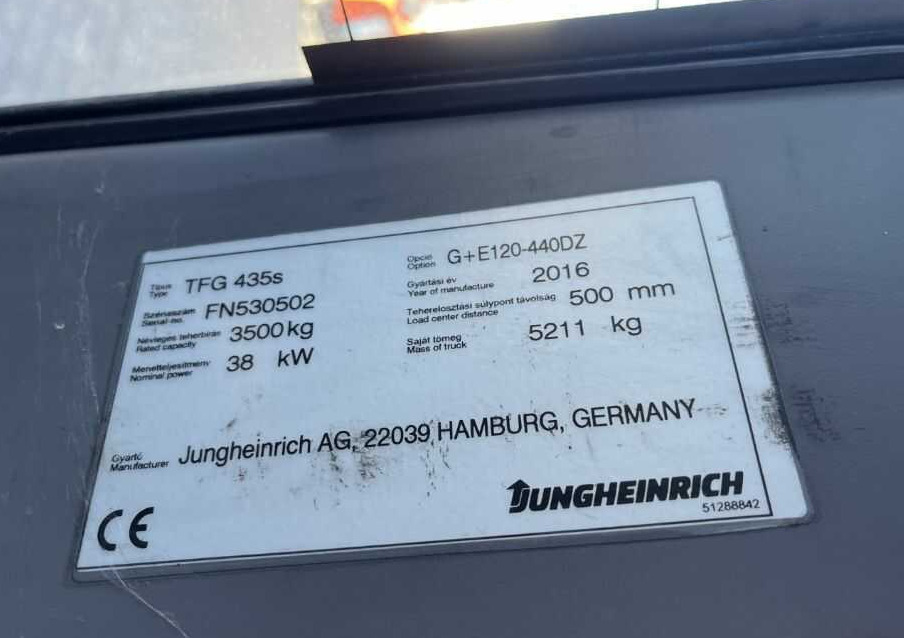 Típus
Type
TFG 435s
Opció
Option
G+E120-440DZ
Serial no.
FN530502
Gyártási év
Year of manufacture
2016
Névleges teherbírás
Rated capacity
3500 kg
Teherelosztási súlypont távolság
Load center distance
500 mm
Menetteljesítmény
Nominal power
38 kW
Saját tömeg
Mass of truck
5211 kg
Gyártó
Manufacturer
Jungheinrich AG, 22039 HAMBURG, GERMANY
CE
JUNGHEINRICH
51288842